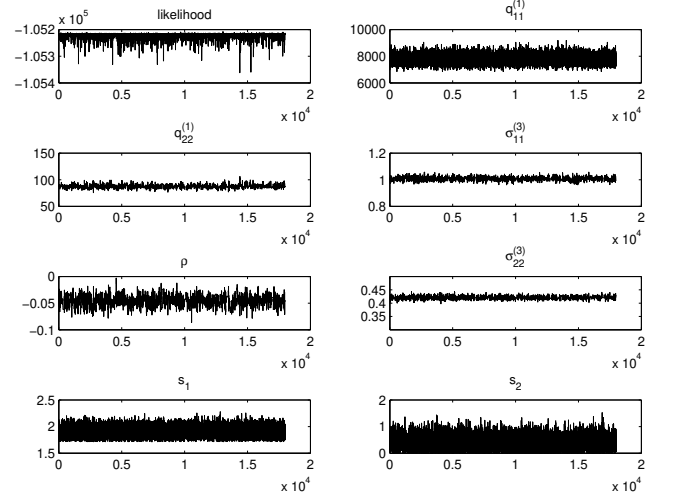 likelihood
x 10^5
−1.052
−1.053
−1.054
0 0.5 1 1.5 2
x 10^4
q_11^(1)
10000
8000
6000
0 0.5 1 1.5 2
x 10^4
q_22^(1)
150
100
50
0 0.5 1 1.5 2
x 10^4
σ_11^(3)
1.2
1
0.8
0 0.5 1 1.5 2
x 10^4
ρ
0
−0.05
−0.1
0 0.5 1 1.5 2
x 10^4
σ_22^(3)
0.45
0.4
0.35
0 0.5 1 1.5 2
x 10^4
s_1
2.5
2
1.5
0 0.5 1 1.5 2
x 10^4
s_2
2
1
0
0 0.5 1 1.5 2
x 10^4